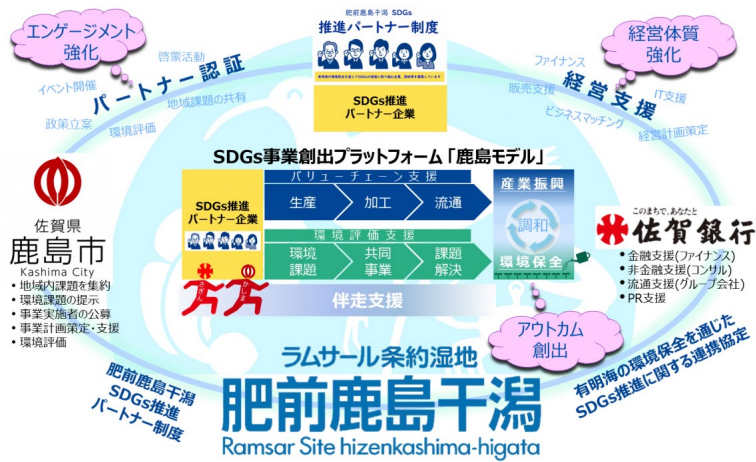 エンゲージメント
強化
パートナー認証
啓蒙活動
イベント開催
地域課題の共有
政策立案
環境評価
肥前鹿島干潟 SDGs
推進パートナー制度
SDGs推進
パートナー企業
経営体質
強化
経営支援
ファイナンス
販売支援
IT支援
ビジネスマッチング
経営計画策定
SDGs事業創出プラットフォーム「鹿島モデル」
SDGs推進
パートナー企業
バリューチェーン支援
生産
加工
流通
環境評価支援
環境
課題
共同
事業
課題
解決
さぎん
かしま
伴走支援
産業振興
調和
環境保全
佐賀県
鹿島市
Kashima City
• 地域内課題を集約
• 環境課題の提示
• 事業実施者の公募
• 事業計画策定・支援
• 環境評価
このまちで、あなたと
佐賀銀行
• 金融支援(ファイナンス)
• 非金融支援(コンサル)
• 流通支援(グループ会社)
• PR支援
アウトカム
創出
肥前鹿島干潟
SDGs推進
パートナー制度
有明海の環境保全を通じた
SDGs推進に関する連携協定
ラムサール条約湿地
肥前鹿島干潟
Ramsar Site hizenkashima-higata